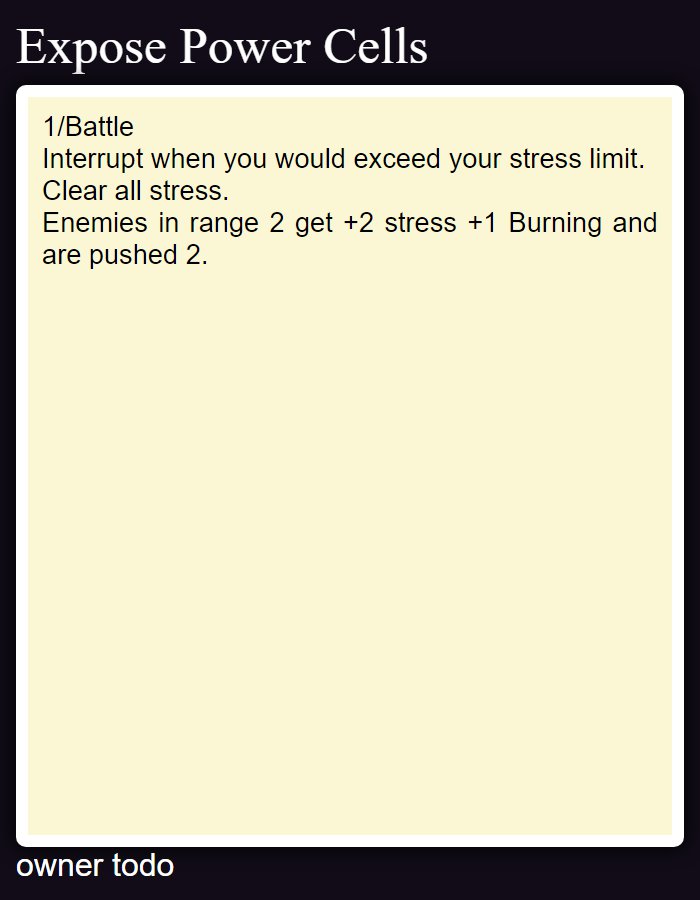 Expose Power Cells
1/Battle
Interrupt when you would exceed your stress limit.
Clear all stress.
Enemies in range 2 get +2 stress +1 Burning and
are pushed 2.
owner todo